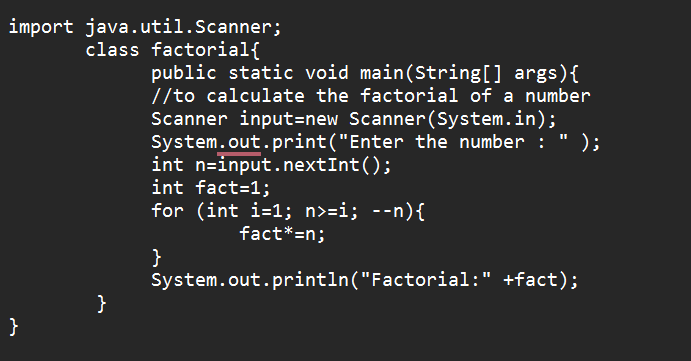 import java.util.Scanner;
class factorial{
public static void main(String[] args){
//to calculate the factorial of a number
Scanner input=new Scanner(System.in);
System.out.print("Enter the number : " );
int n=input.nextInt();
int fact=1;
for (int i=1; n>=i; --n){
fact*=n;
}
System.out.println("Factorial:" +fact);
}
}